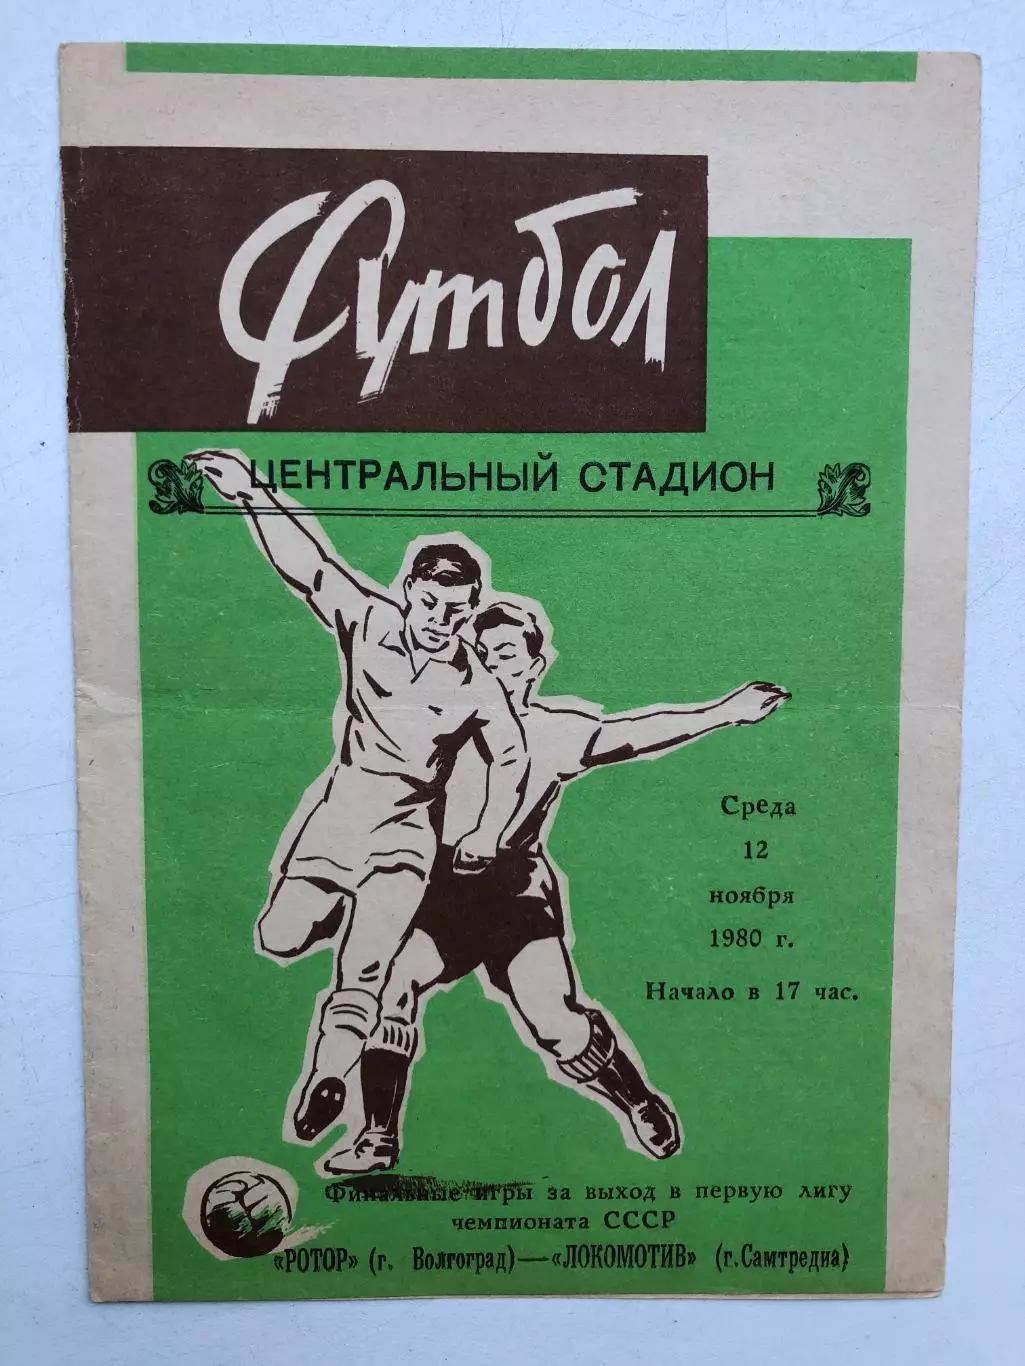 Футбол
ЦЕНТРАЛЬНЫЙ СТАДИОН
Среда
12
ноября
1980 г.
Начало в 17 час.
Финальные игры за выход в первую лигу
чемпионата СССР
«РОТОР» (г. Волгоград)—«ЛОКОМОТИВ» (г.Самтредиа)